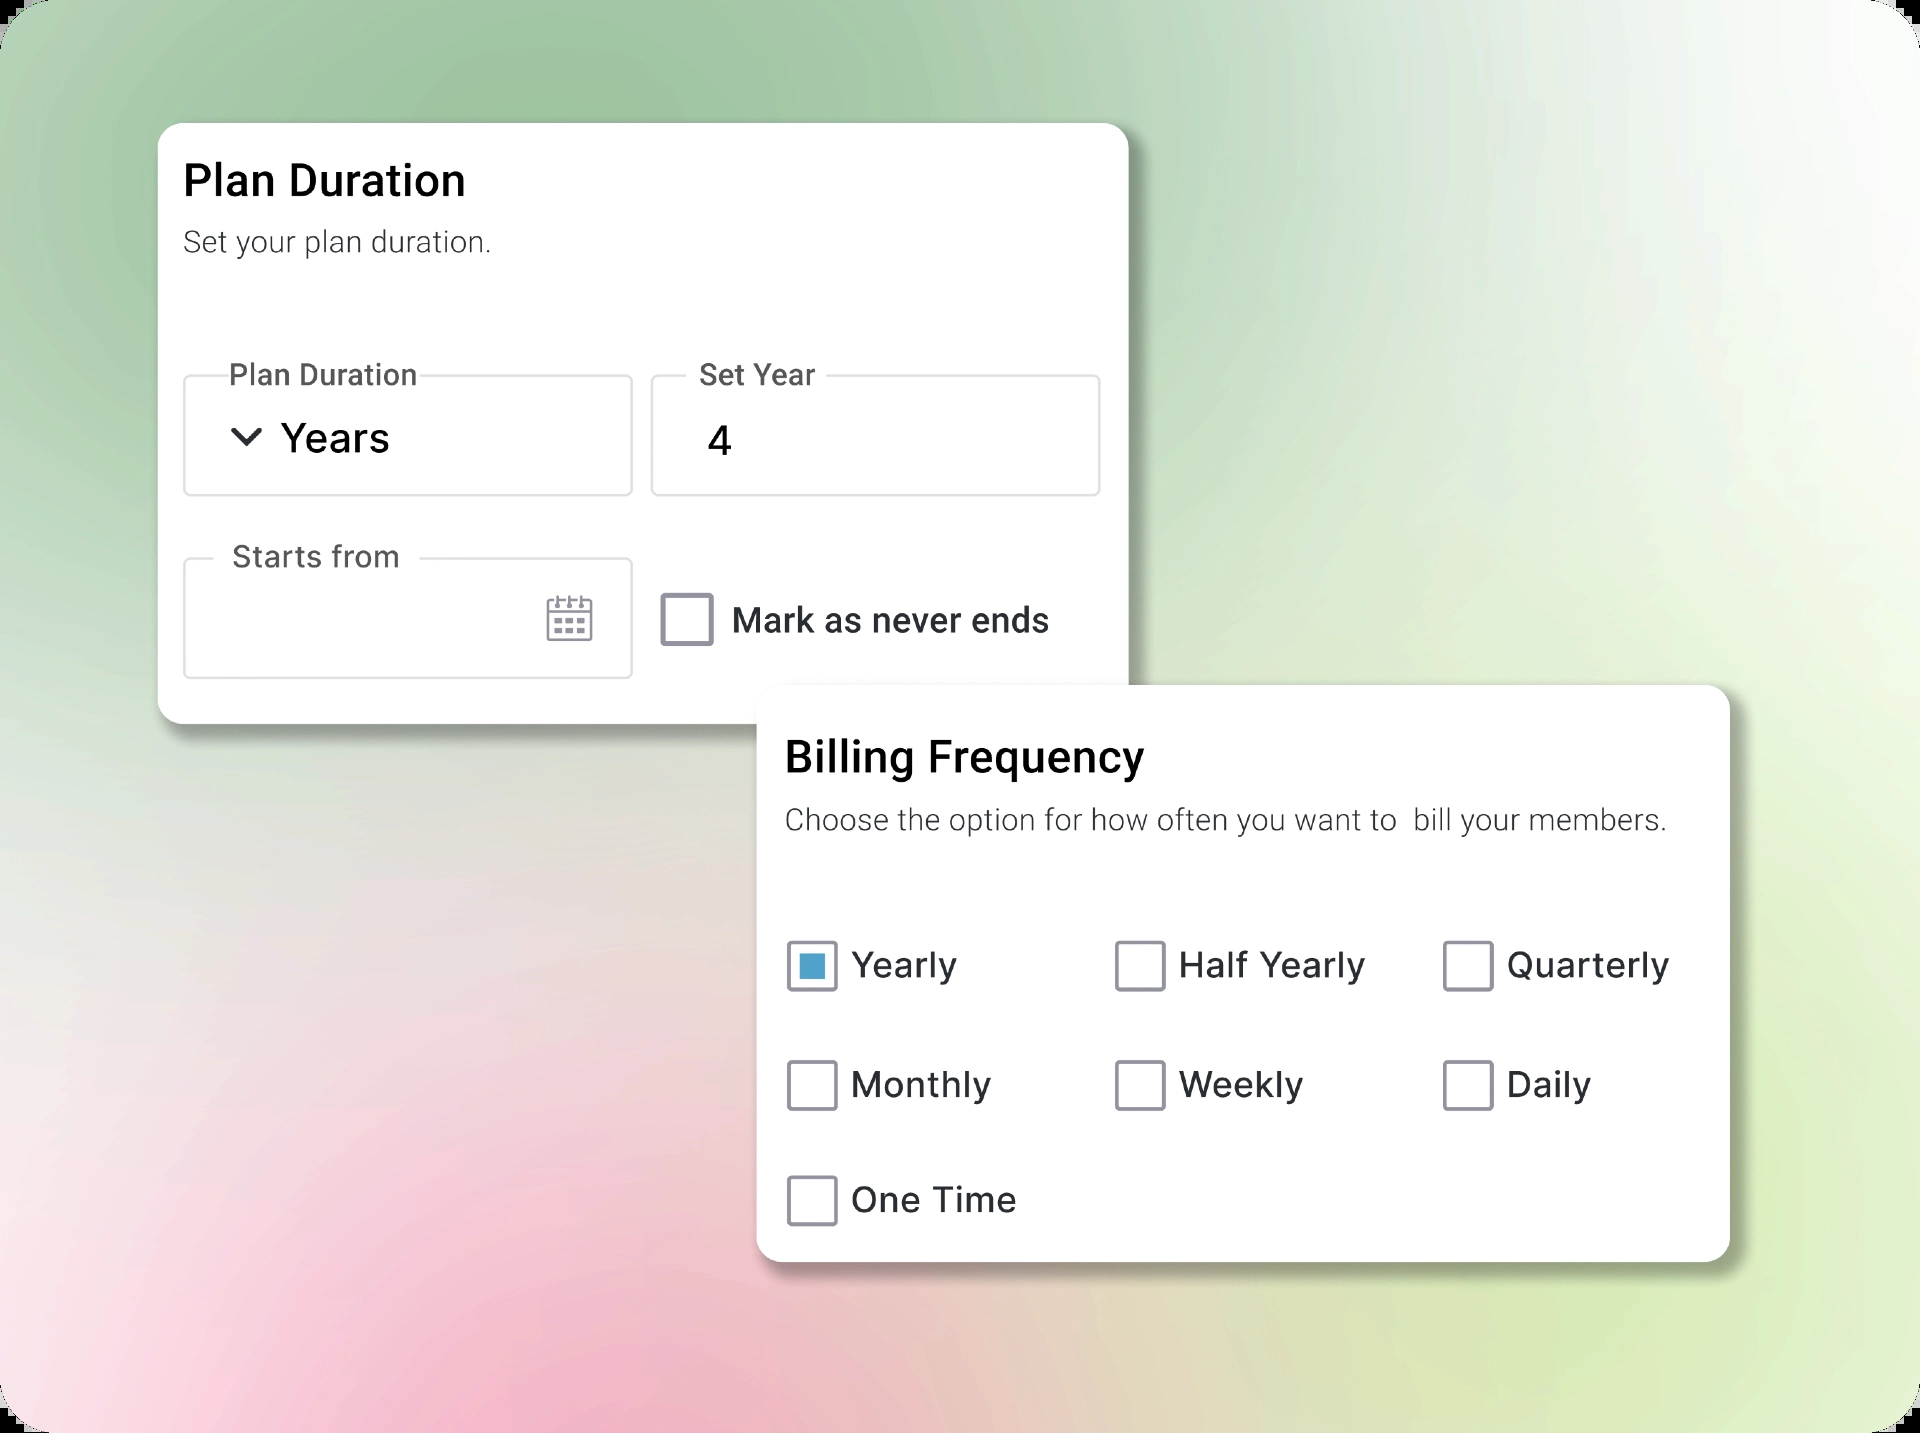 Plan Duration
Set your plan duration.
Plan Duration
Years
Set Year
4
Starts from
Mark as never ends
Billing Frequency
Choose the option for how often you want to  bill your members.
Yearly
Half Yearly
Quarterly
Monthly
Weekly
Daily
One Time